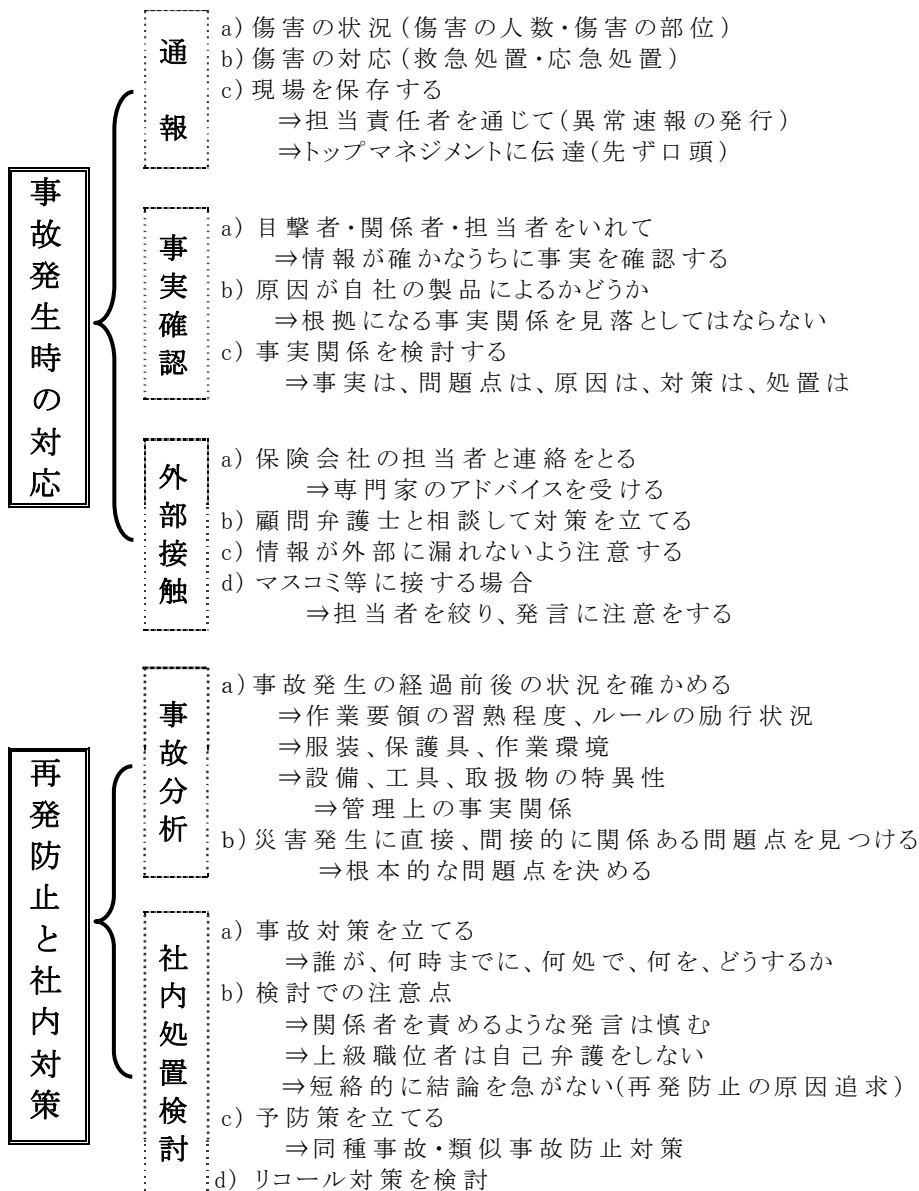 事故発生時の対応
通報
a)傷害の状況(傷害の人数・傷害の部位)
b)傷害の対応(救急処置・応急処置)
c)現場を保存する
⇒担当責任者を通じて(異常速報の発行)
⇒トップマネジメントに伝達(先ず口頭)
事実確認
a) 目撃者・関係者・担当者をいれて
⇒情報が確かなうちに事実を確認する
b) 原因が自社の製品によるかどうか
⇒根拠になる事実関係を見落としてはならない
c) 事実関係を検討する
⇒事実は、問題点は、原因は、対策は、処置は
外部接触
a) 保険会社の担当者と連絡をとる
⇒専門家のアドバイスを受ける
b) 顧問弁護士と相談して対策を立てる
c) 情報が外部に漏れないよう注意する
d) マスコミ等に接する場合
⇒担当者を絞り、発言に注意をする
再発防止と社内対策
事故分析
a)事故発生の経過前後の状況を確かめる
⇒作業要領の習熟程度、ルールの励行状況
⇒服装、保護具、作業環境
⇒設備、工具、取扱物の特異性
⇒管理上の事実関係
b)災害発生に直接、間接的に関係ある問題点を見つける
⇒根本的な問題点を決める
社内処置検討
a) 事故対策を立てる
⇒誰が、何時までに、何処で、何を、どうするか
b) 検討での注意点
⇒関係者を責めるような発言は慎む
⇒上級職位者は自己弁護をしない
⇒短絡的に結論を急がない(再発防止の原因追求)
c) 予防策を立てる
⇒同種事故・類似事故防止対策
d) リコール対策を検討